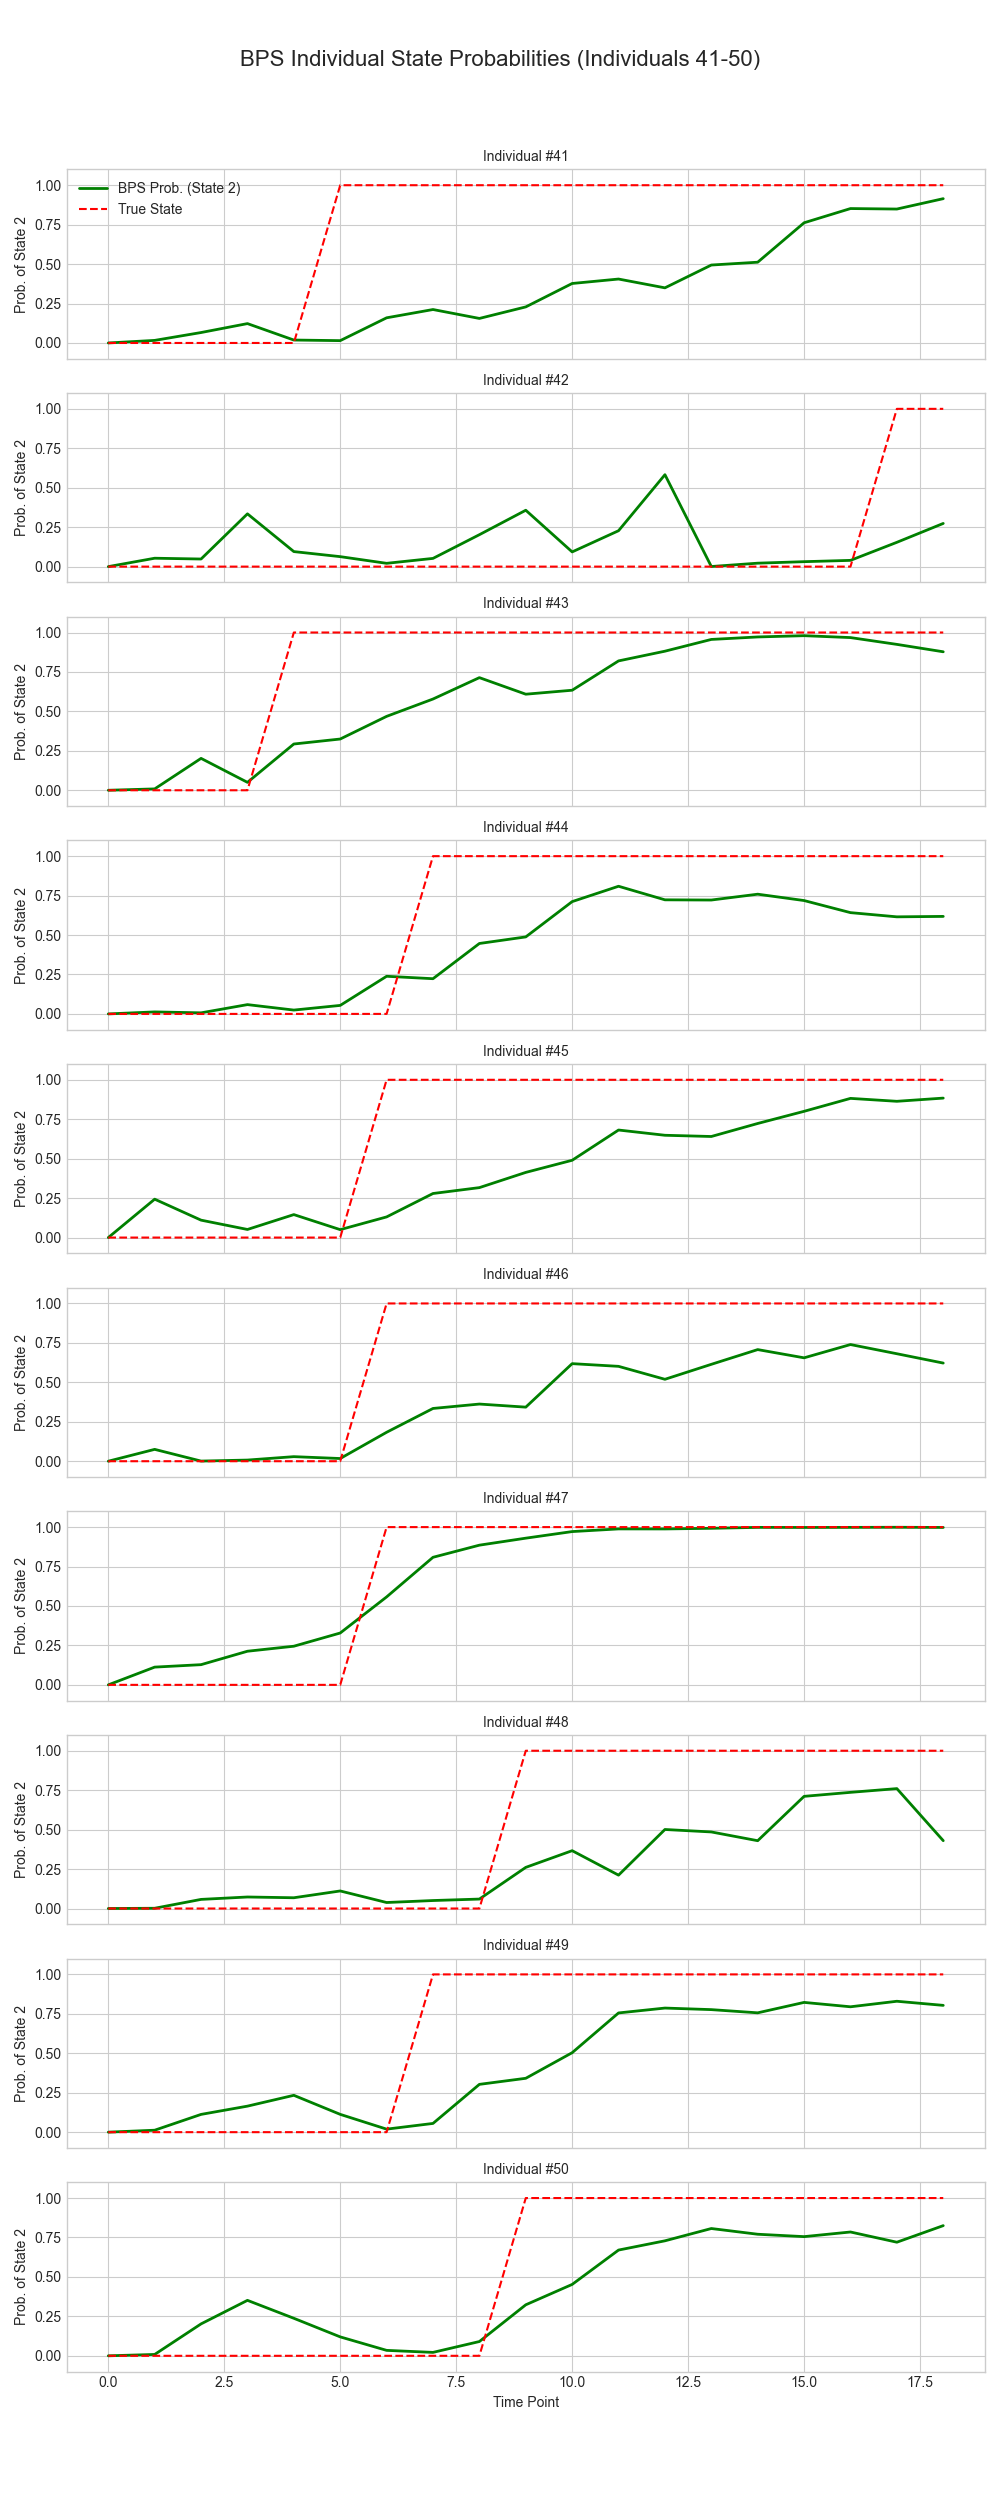 BPS Individual State Probabilities (Individuals 41-50)
Individual #41
BPS Prob. (State 2)
True State
Prob. of State 2
1.00
0.75
0.50
0.25
0.00
Individual #42
Prob. of State 2
1.00
0.75
0.50
0.25
0.00
Individual #43
Prob. of State 2
1.00
0.75
0.50
0.25
0.00
Individual #44
Prob. of State 2
1.00
0.75
0.50
0.25
0.00
Individual #45
Prob. of State 2
1.00
0.75
0.50
0.25
0.00
Individual #46
Prob. of State 2
1.00
0.75
0.50
0.25
0.00
Individual #47
Prob. of State 2
1.00
0.75
0.50
0.25
0.00
Individual #48
Prob. of State 2
1.00
0.75
0.50
0.25
0.00
Individual #49
Prob. of State 2
1.00
0.75
0.50
0.25
0.00
Individual #50
Prob. of State 2
1.00
0.75
0.50
0.25
0.00
0.0 2.5 5.0 7.5 10.0 12.5 15.0 17.5
Time Point